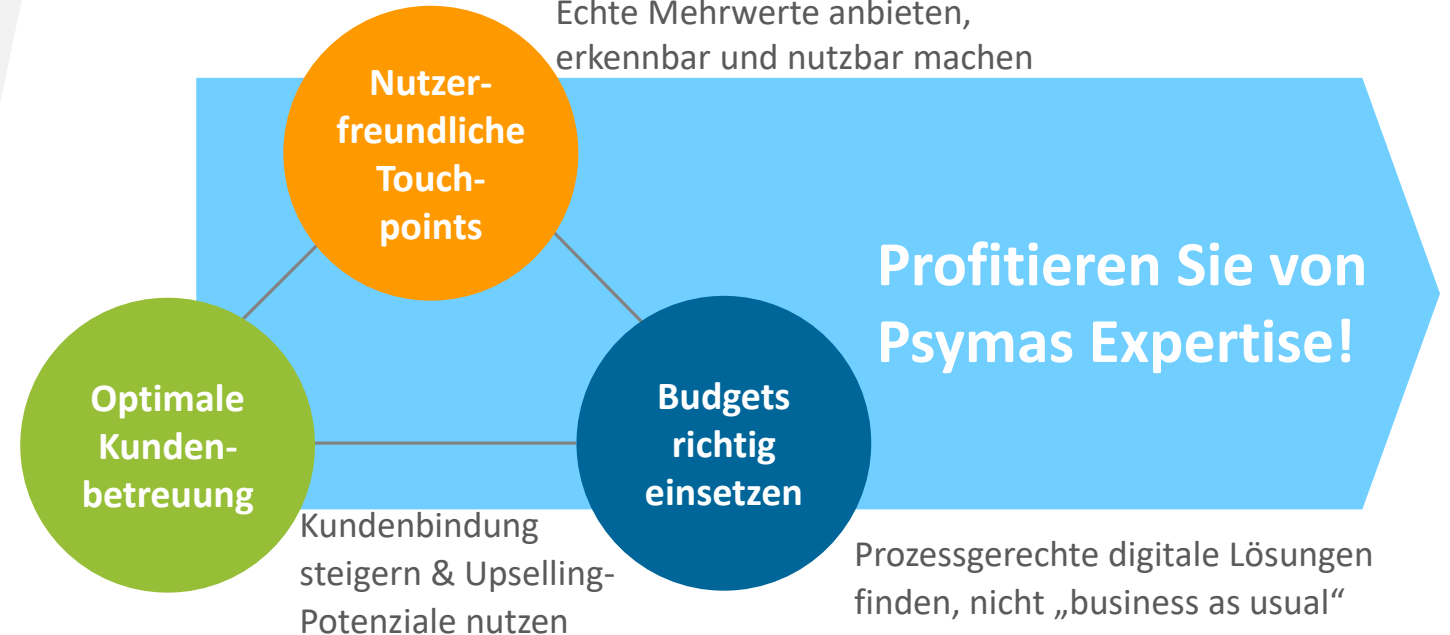 Echte Mehrwerte anbieten,
erkennbar und nutzbar machen
Nutzer-
freundliche
Touch-
points
Profitieren Sie von
Psymas Expertise!
Optimale
Kunden-
betreuung
Budgets
richtig
einsetzen
Kundenbindung
steigern & Upselling-
Potenziale nutzen
Prozessgerechte digitale Lösungen
finden, nicht „business as usual“